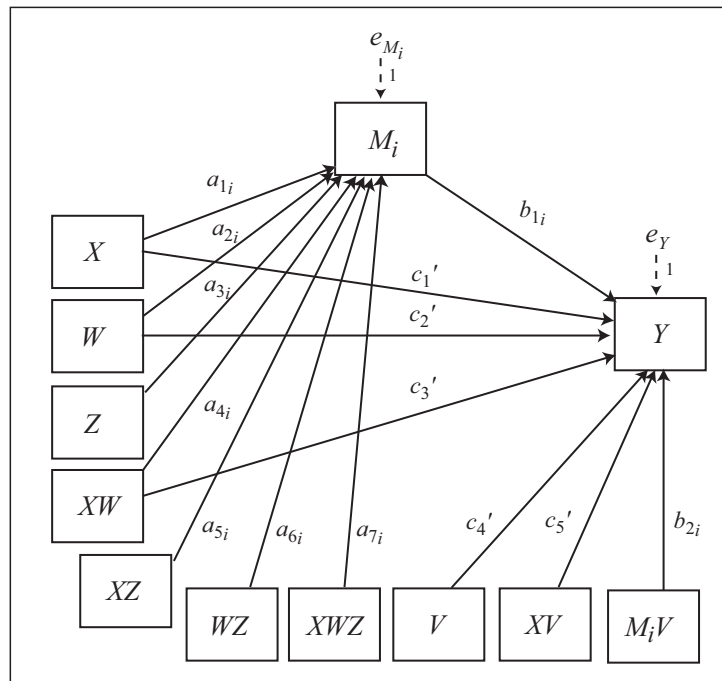 e_{M_i}
1
M_i
a_{1i}
b_{1i}
a_{2i}
e_Y
1
X
a_{3i}
c_1'
W
c_2'
Y
Z
a_{4i}
c_3'
XW
a_{5i}
a_{6i}
a_{7i}
c_4'
c_5'
b_{2i}
XZ
WZ
XWZ
V
XV
M_iV